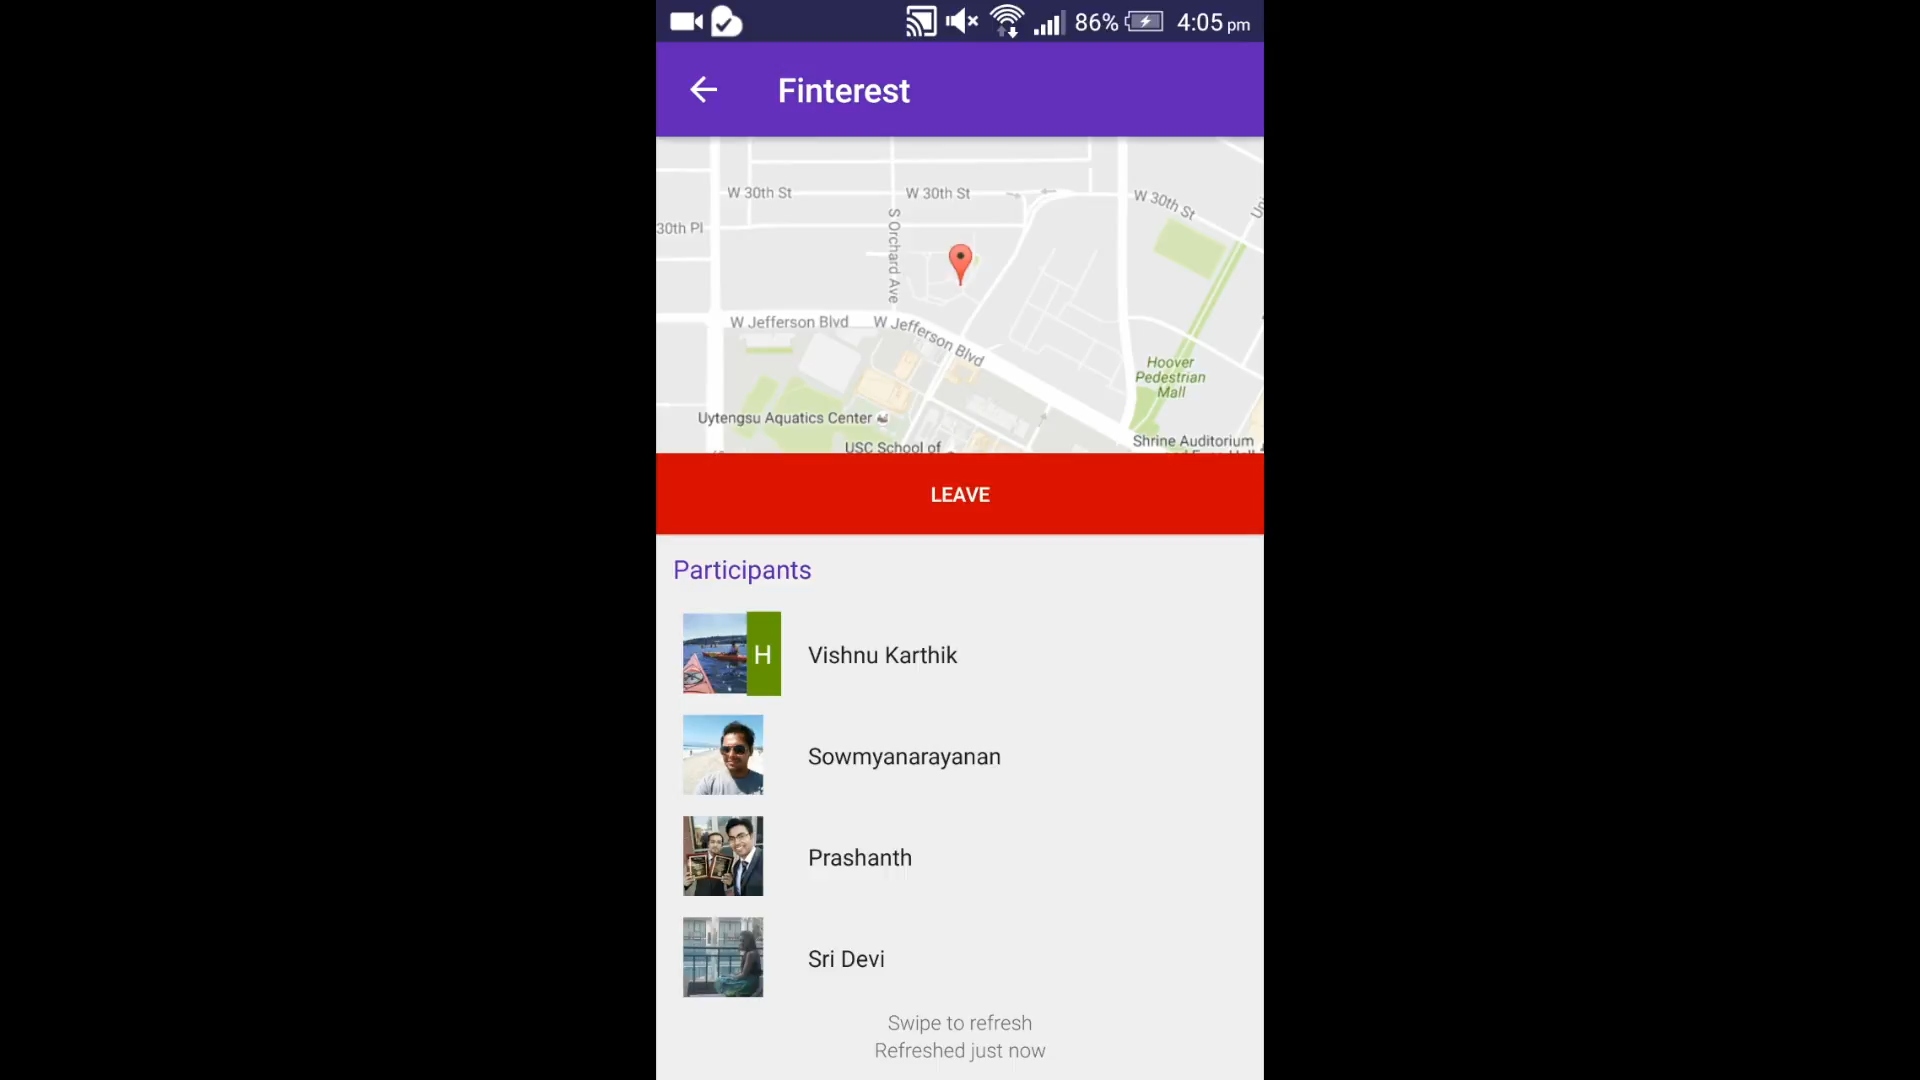 86% 4:05 pm
Finterest
W 30th St
W 30th St
W 30th St
30th Pl
S Orchard Ave
W Jefferson Blvd
W Jefferson Blvd
Hoover
Pedestrian
Mall
Uytengsu Aquatics Center
Shrine Auditorium
USC School of
LEAVE
Participants
H
Vishnu Karthik
Sowmyanarayanan
Prashanth
Sri Devi
Swipe to refresh
Refreshed just now